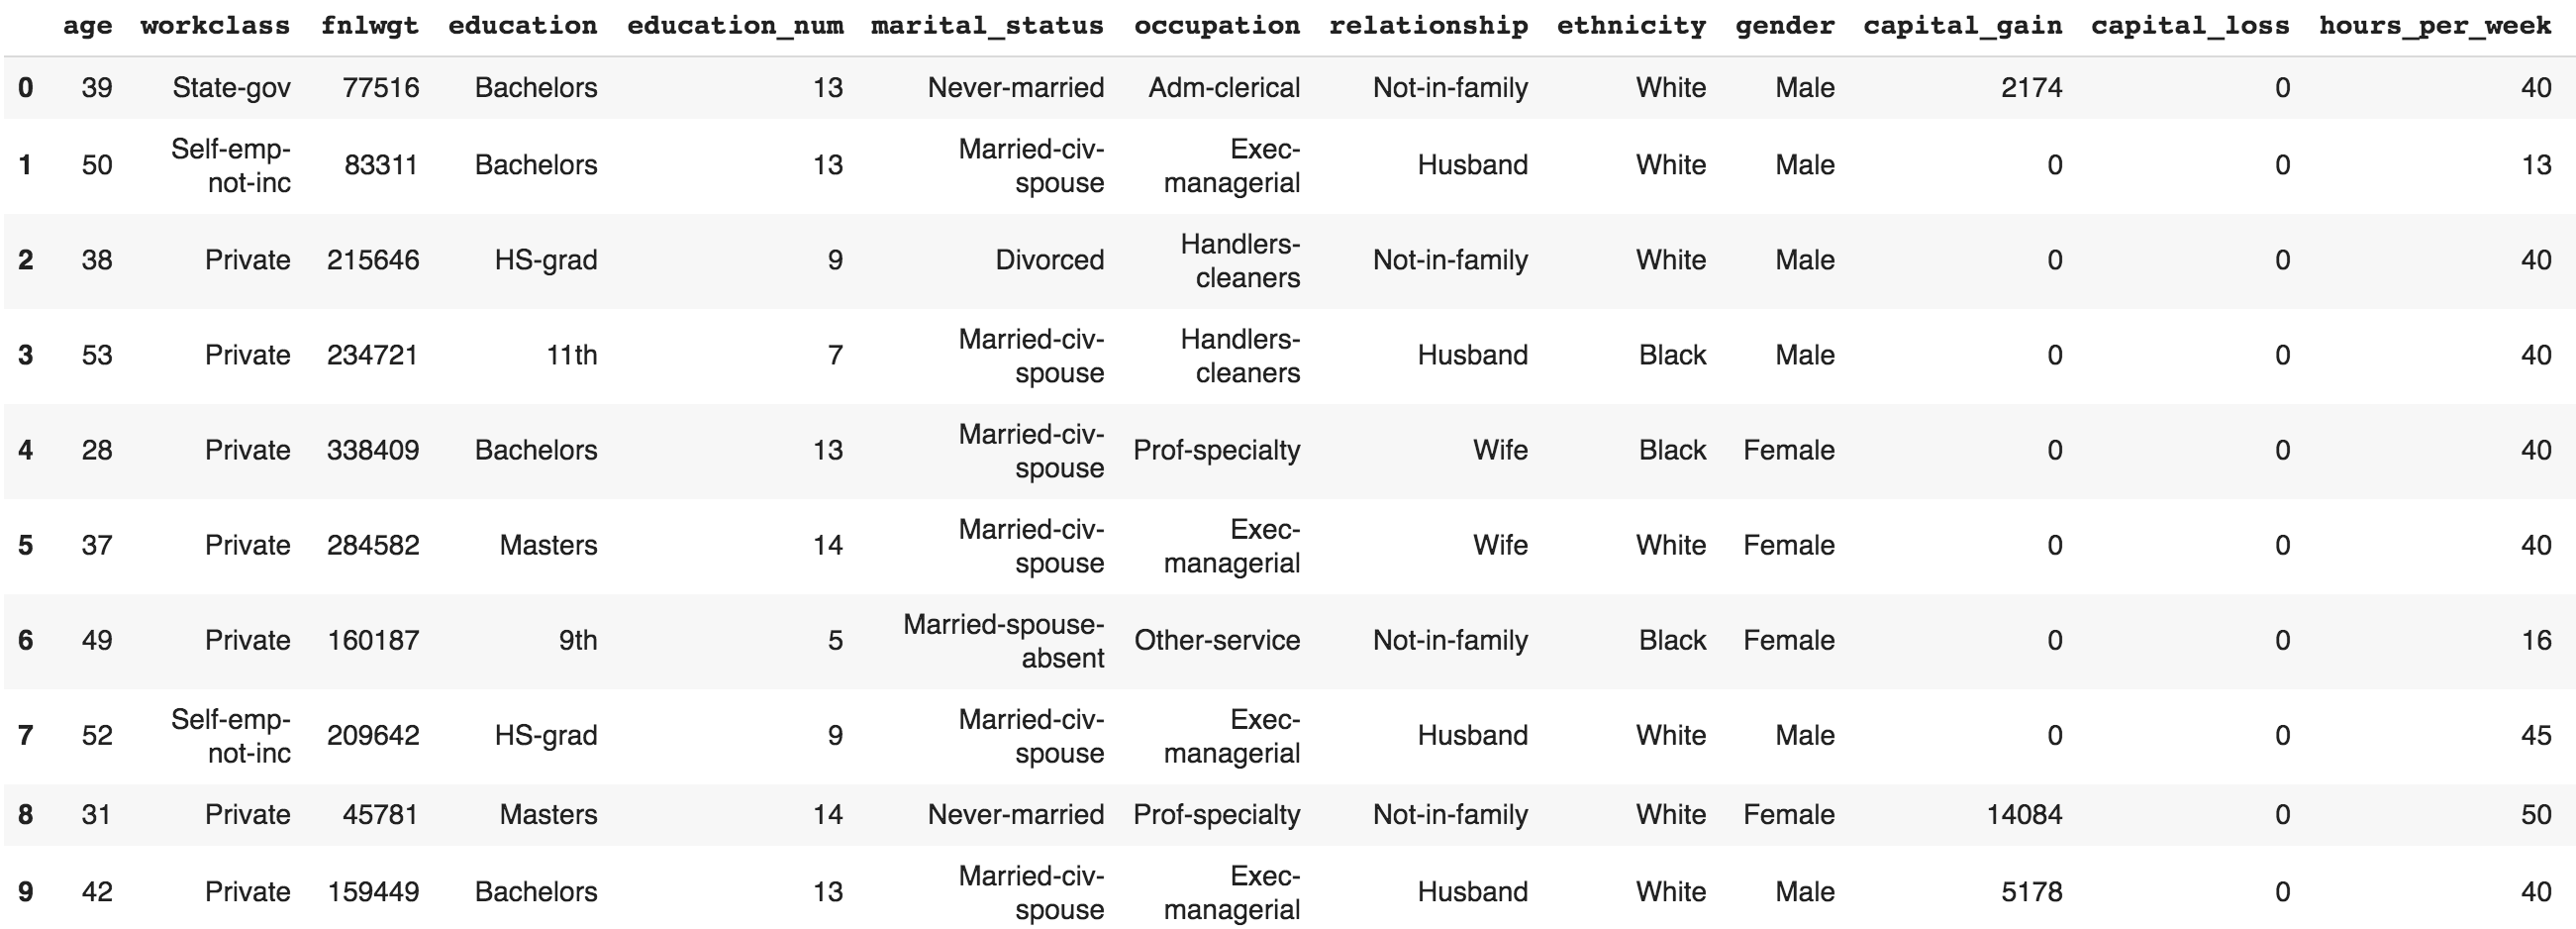 age workclass fnlwgt education education_num marital_status occupation relationship ethnicity gender capital_gain capital_loss hours_per_week
0 39 State-gov 77516 Bachelors 13 Never-married Adm-clerical Not-in-family White Male 2174 0 40
Self-emp- Married-civ- Exec-
1 50 83311 Bachelors 13 Husband White Male 0 0 13
not-inc spouse managerial
Handlers-
2 38 Private 215646 HS-grad 9 Divorced Not-in-family White Male 0 0 40
cleaners
Married-civ- Handlers-
3 53 Private 234721 11th 7 Husband Black Male 0 0 40
spouse cleaners
Married-civ-
4 28 Private 338409 Bachelors 13 Prof-specialty Wife Black Female 0 0 40
spouse
Married-civ- Exec-
5 37 Private 284582 Masters 14 Wife White Female 0 0 40
spouse managerial
Married-spouse-
6 49 Private 160187 9th 5 Other-service Not-in-family Black Female 0 0 16
absent
Self-emp- Married-civ- Exec-
7 52 209642 HS-grad 9 Husband White Male 0 0 45
not-inc spouse managerial
8 31 Private 45781 Masters 14 Never-married Prof-specialty Not-in-family White Female 14084 0 50
Married-civ- Exec-
9 42 Private 159449 Bachelors 13 Husband White Male 5178 0 40
spouse managerial